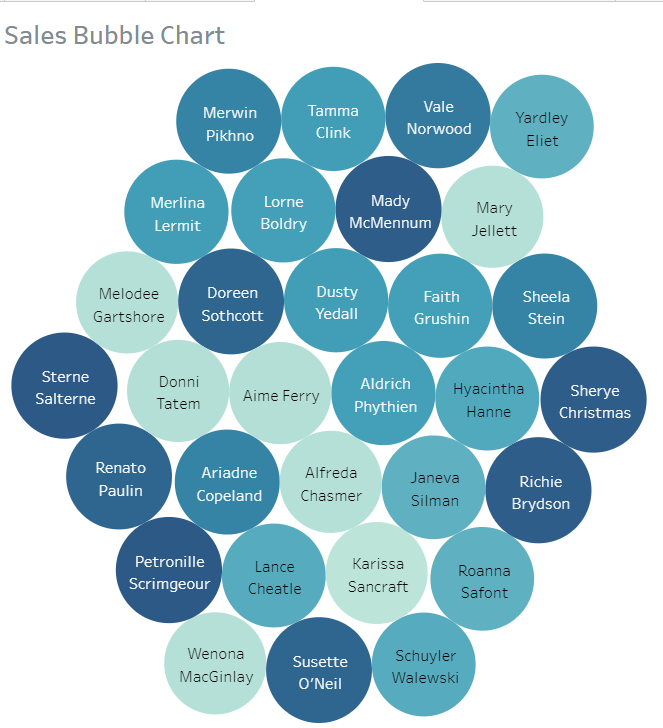 Sales Bubble Chart
Merwin
Pikhno
Tamma
Clink
Vale
Norwood
Yardley
Eliet
Merlina
Lermit
Lorne
Boldry
Mady
McMennum
Mary
Jellett
Melodee
Gartshore
Doreen
Sothcott
Dusty
Yedall
Faith
Grushin
Sheela
Stein
Sterne
Salterne
Donni
Tatem
Aime Ferry
Aldrich
Phythien
Hyacintha
Hanne
Sherye
Christmas
Renato
Paulin
Ariadne
Copeland
Alfreda
Chasmer
Janeva
Silman
Richie
Brydson
Petronille
Scrimgeour
Lance
Cheatle
Karissa
Sancraft
Roanna
Safont
Wenona
MacGinlay
Susette
O’Neil
Schuyler
Walewski